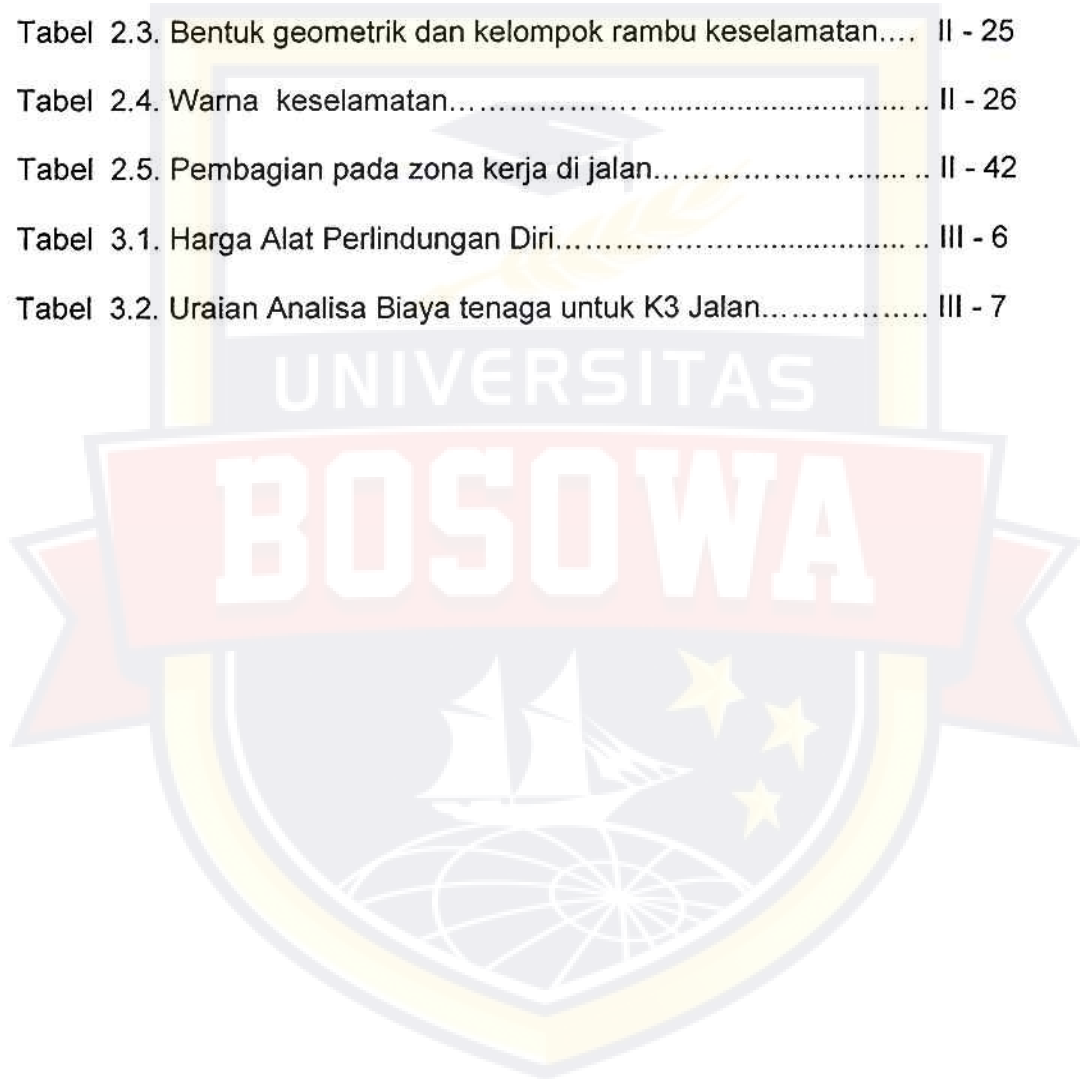 Tabel 2.3. Bentuk geometrik dan kelompok rambu keselamatan.... II - 25
Tabel 2.4. Warna keselamatan................................................ II - 26
Tabel 2.5. Pembagian pada zona kerja di jalan............................ II - 42
Tabel 3.1. Harga Alat Perlindungan Diri........................................ III - 6
Tabel 3.2. Uraian Analisa Biaya tenaga untuk K3 Jalan.................. III - 7
UNIVERSITAS
BOSOWA